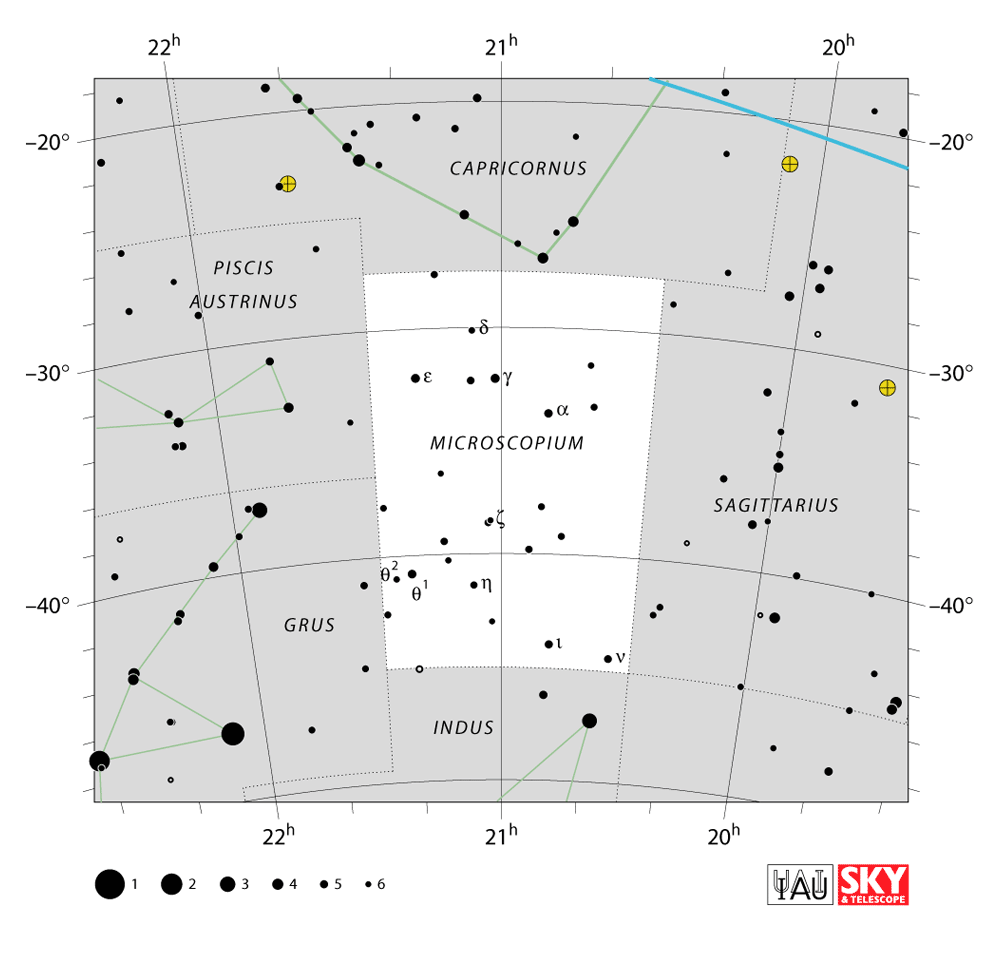 22h 21h 20h
–20° –20°
CAPRICORNUS
PISCIS
AUSTRINUS
δ
–30° –30°
ε γ
α
MICROSCOPIUM
SAGITTARIUS
ζ
θ2 θ1 η
–40° –40°
GRUS
ι
ν
INDUS
22h 21h 20h
1 2 3 4 5 6
IAU
SKY
& TELESCOPE